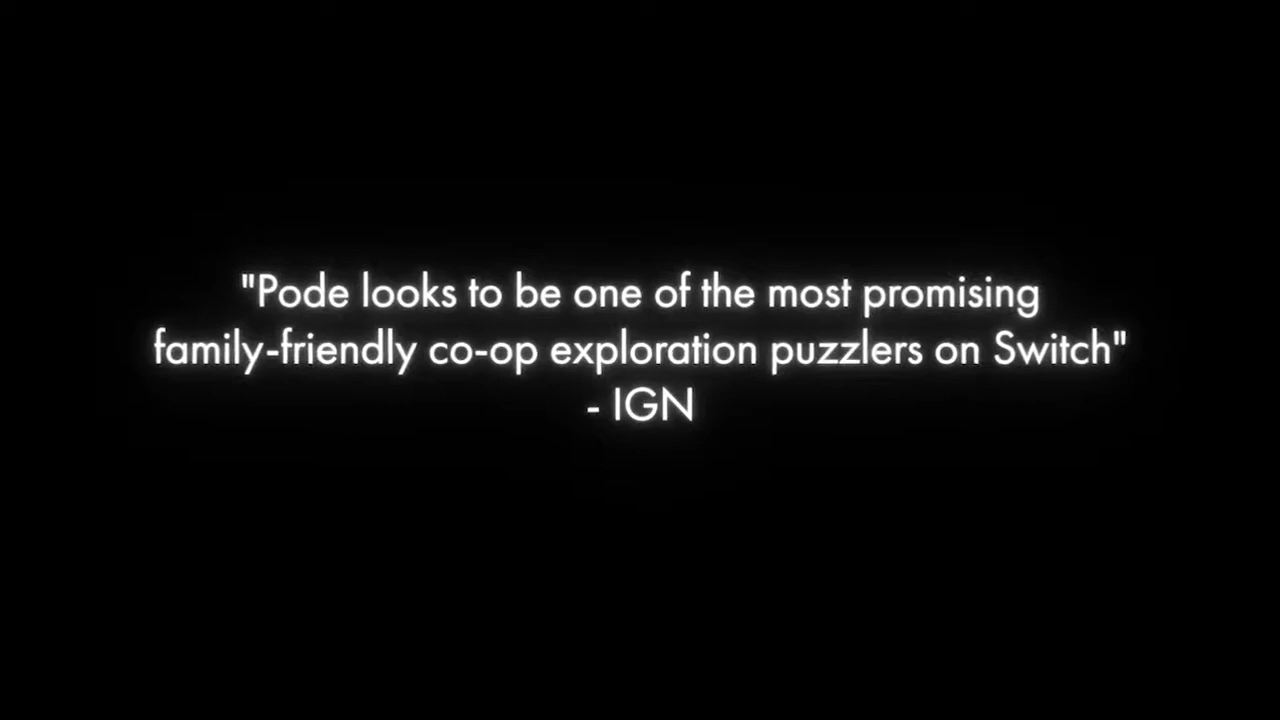 "Pode looks to be one of the most promising
family-friendly co-op exploration puzzlers on Switch"
- IGN